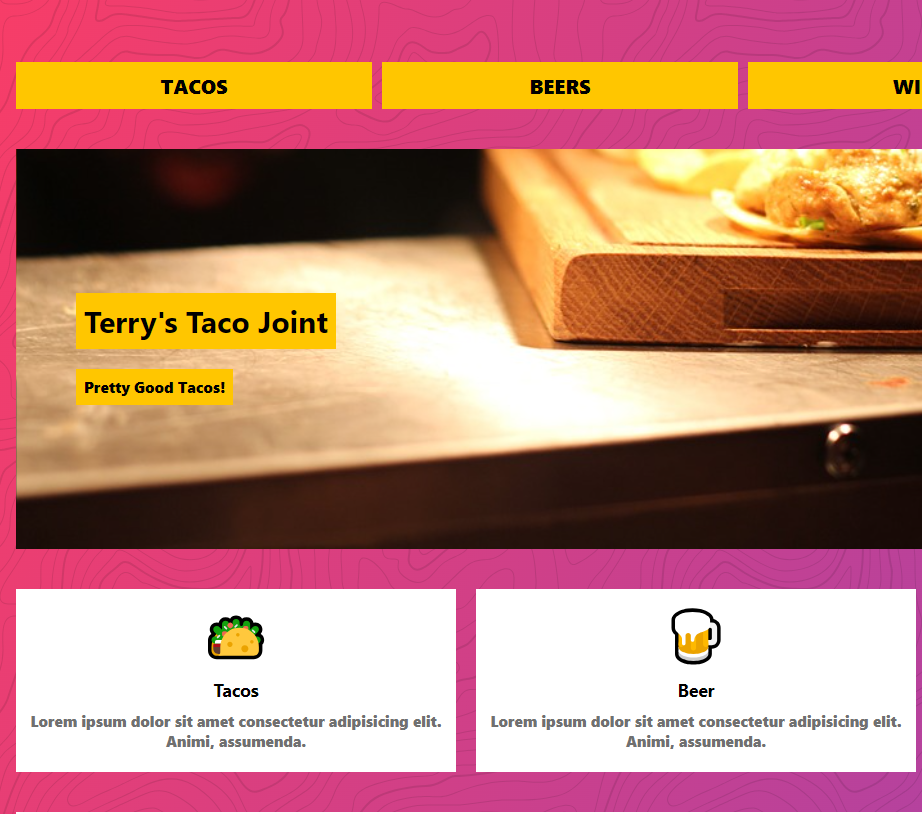 TACOS
BEERS
WI
Terry's Taco Joint
Pretty Good Tacos!
Tacos
Lorem ipsum dolor sit amet consectetur adipisicing elit.
Animi, assumenda.
Beer
Lorem ipsum dolor sit amet consectetur adipisicing elit.
Animi, assumenda.